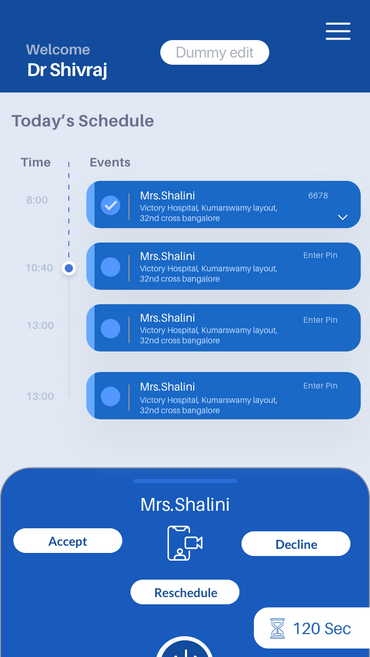 Welcome
Dr Shivraj
Dummy edit
Today's Schedule
Time
Events
8:00
Mrs.Shalini
6678
Victory Hospital, Kumarswamy layout,
32nd cross bangalore
10:40
Mrs.Shalini
Enter Pin
Victory Hospital, Kumarswamy layout,
32nd cross bangalore
13:00
Mrs.Shalini
Enter Pin
Victory Hospital, Kumarswamy layout,
32nd cross bangalore
13:00
Mrs.Shalini
Enter Pin
Victory Hospital, Kumarswamy layout,
32nd cross bangalore
Mrs.Shalini
Accept
Decline
Reschedule
120 Sec